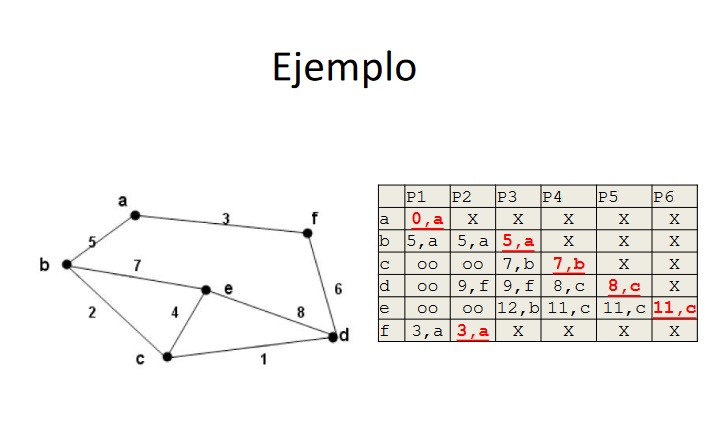 Ejemplo
a
3
f
5
b
7
e
6
2
4
8
d
c
1
P1 P2 P3 P4 P5 P6
a 0,a X X X X X
b 5,a 5,a 5,a X X X
c oo oo 7,b 7,b X X
d oo 9,f 9,f 8,c 8,c X
e oo oo 12,b 11,c 11,c 11,c
f 3,a 3,a X X X X